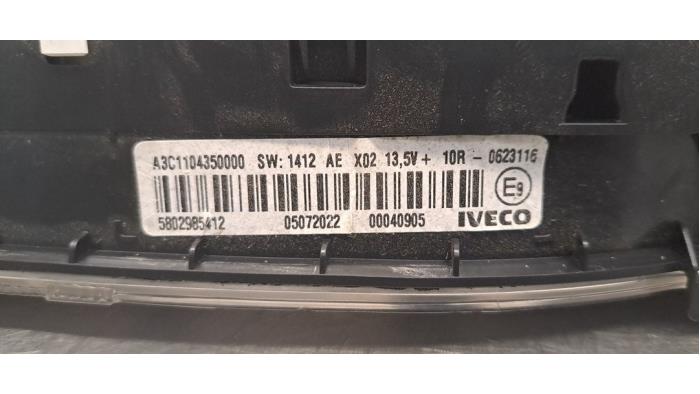 A3C1104350000 SW: 1412 AE X02 13,5V + 10R - 0623116
E9
5802985412 05072022 00040905 IVECO